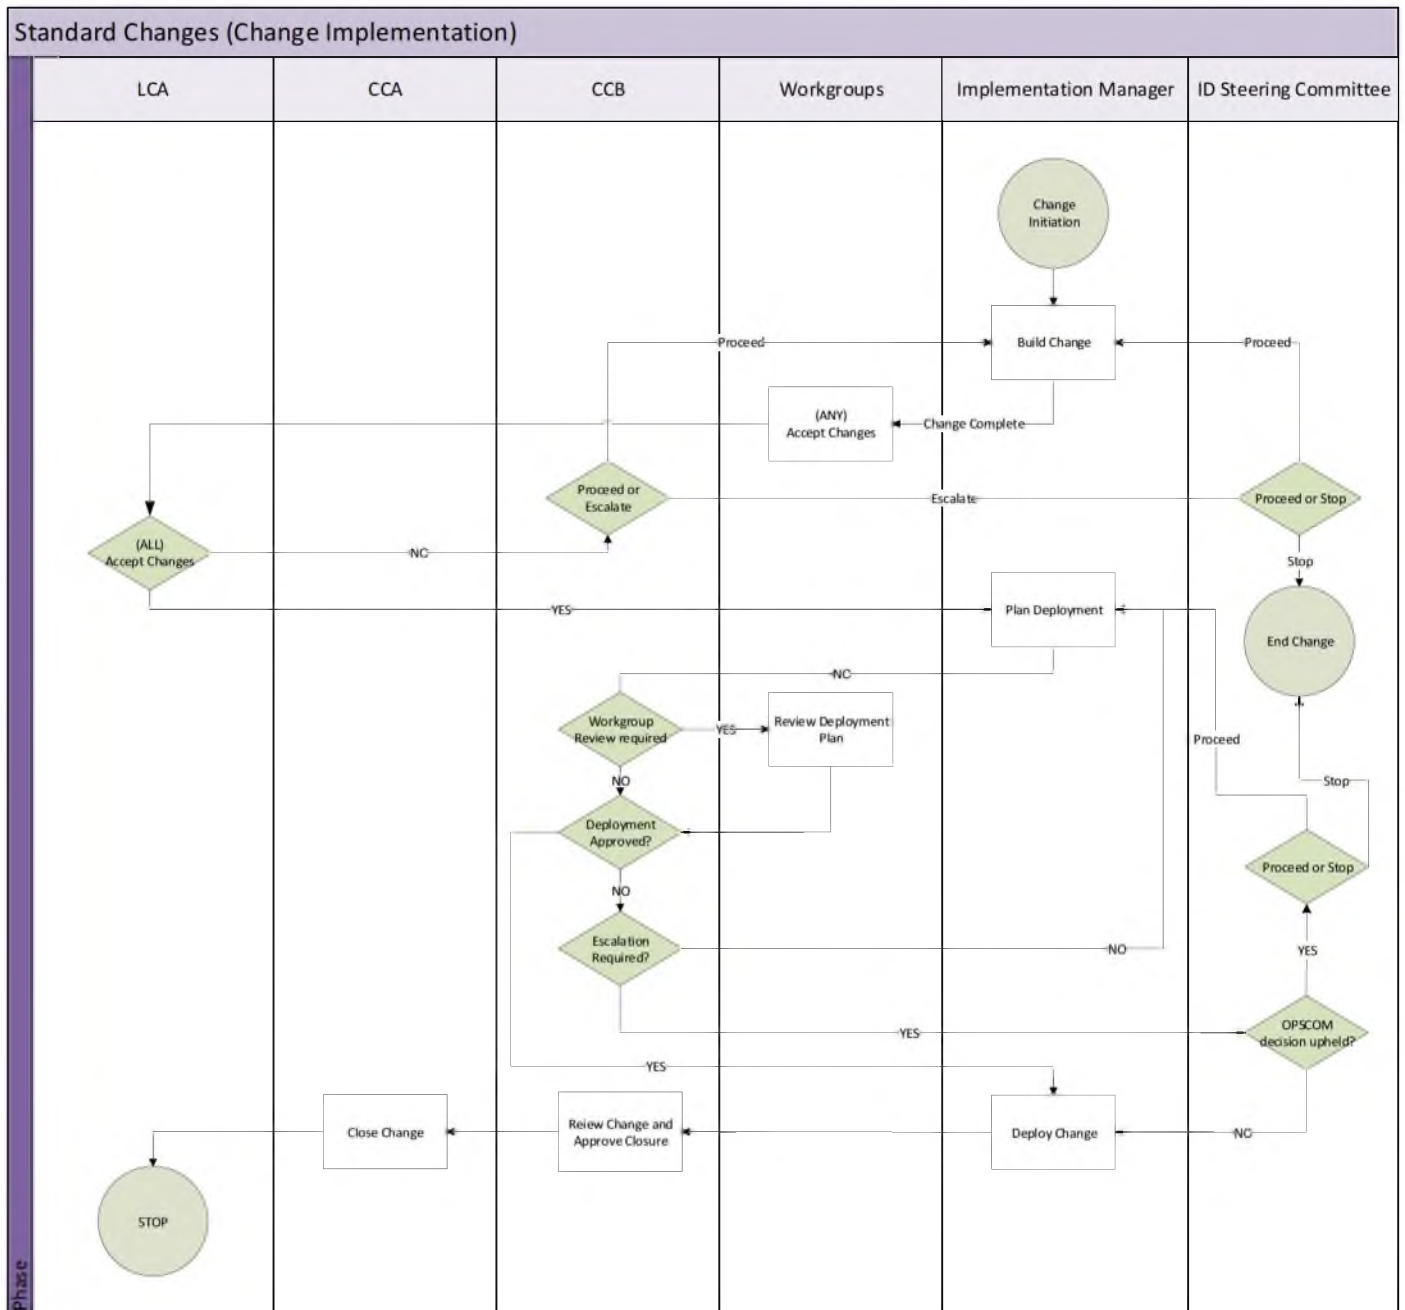 Standard Changes (Change Implementation)
LCA
CCA
CCB
Workgroups
Implementation Manager
ID Steering Committee
Change
Initiation
Proceed
Build Change
Proceed
(ANY)
Accept Changes
Change Complete
Proceed or
Escalate
Escalate
Proceed or Stop
(ALL)
Accept Changes
NO
Stop
YES
Plan Deployment
End Change
NO
Workgroup
Review required
YES
Review Deployment
Plan
Proceed
NO
Stop
Deployment
Approved?
Proceed or Stop
NO
Escalation
Required?
NO
YES
YES
OPSCOM
decision upheld?
YES
Close Change
Reiew Change and
Approve Closure
Deploy Change
NO
STOP
Phase